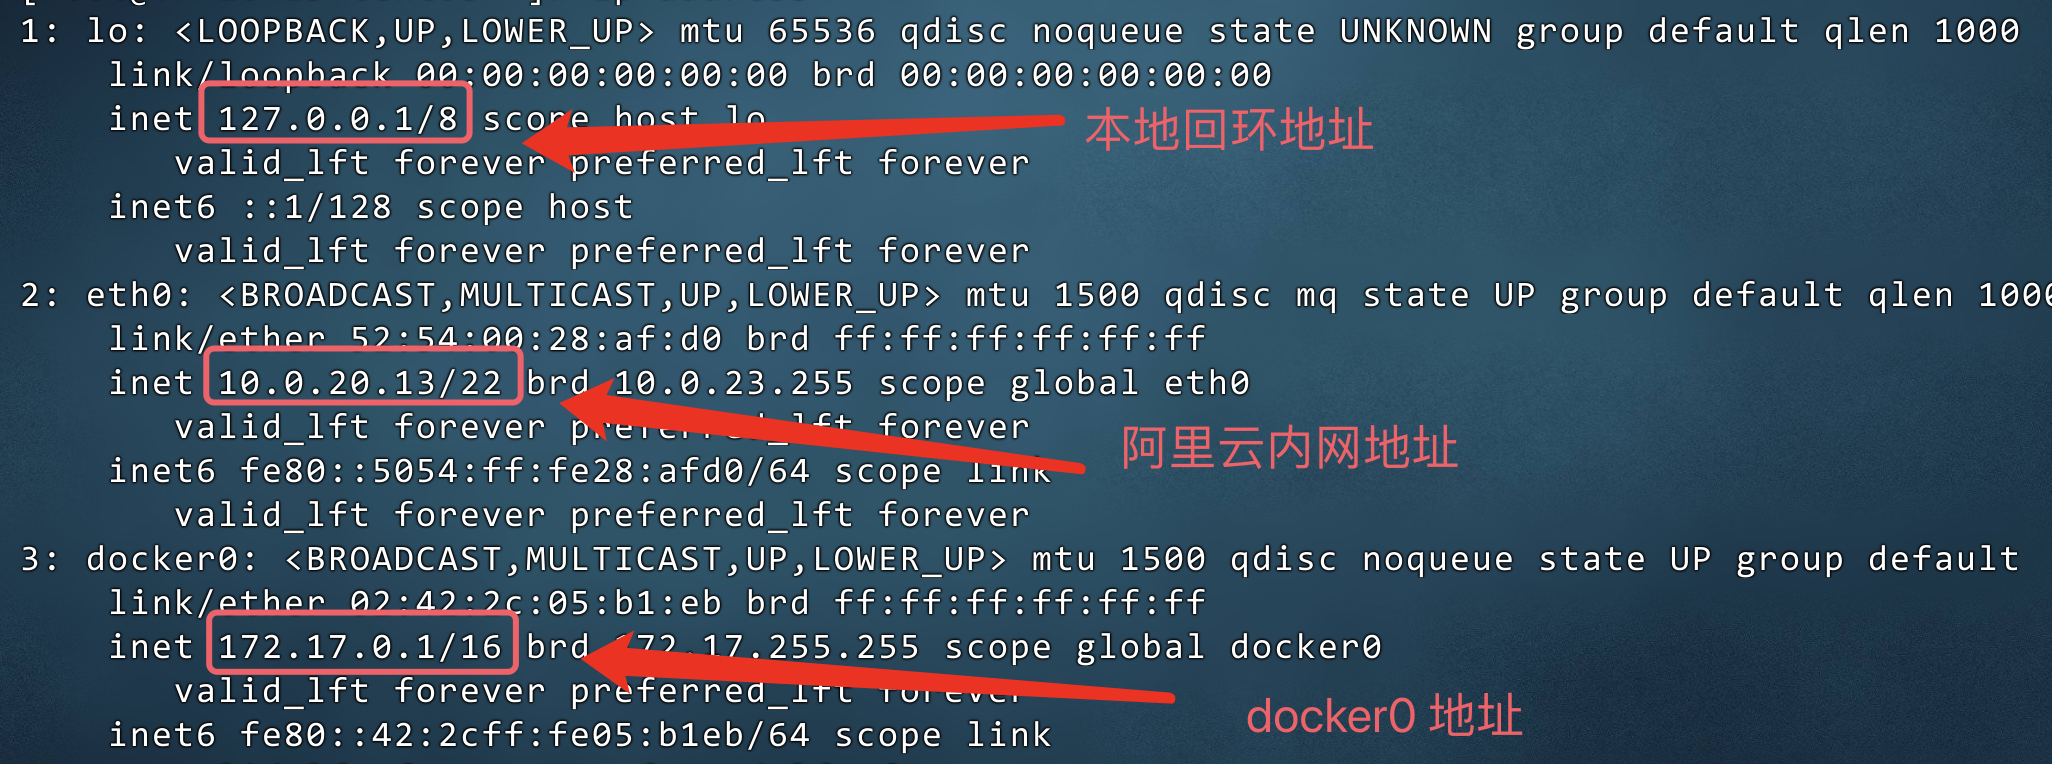 1: lo: <LOOPBACK,UP,LOWER_UP> mtu 65536 qdisc noqueue state UNKNOWN group default qlen 1000
link/loopback 00:00:00:00:00:00 brd 00:00:00:00:00:00
inet 127.0.0.1/8 scope host lo
本地回环地址
valid_lft forever preferred_lft forever
inet6 ::1/128 scope host
valid_lft forever preferred_lft forever
2: eth0: <BROADCAST,MULTICAST,UP,LOWER_UP> mtu 1500 qdisc mq state UP group default qlen 1000
link/ether 52:54:00:28:af:d0 brd ff:ff:ff:ff:ff:ff
inet 10.0.20.13/22 brd 10.0.23.255 scope global eth0
valid_lft forever preferred_lft forever
阿里云内网地址
inet6 fe80::5054:ff:fe28:afd0/64 scope link
valid_lft forever preferred_lft forever
3: docker0: <BROADCAST,MULTICAST,UP,LOWER_UP> mtu 1500 qdisc noqueue state UP group default
link/ether 02:42:2c:05:b1:eb brd ff:ff:ff:ff:ff:ff
inet 172.17.0.1/16 brd 172.17.255.255 scope global docker0
valid_lft forever preferred_lft forever
docker0 地址
inet6 fe80::42:2cff:fe05:b1eb/64 scope link